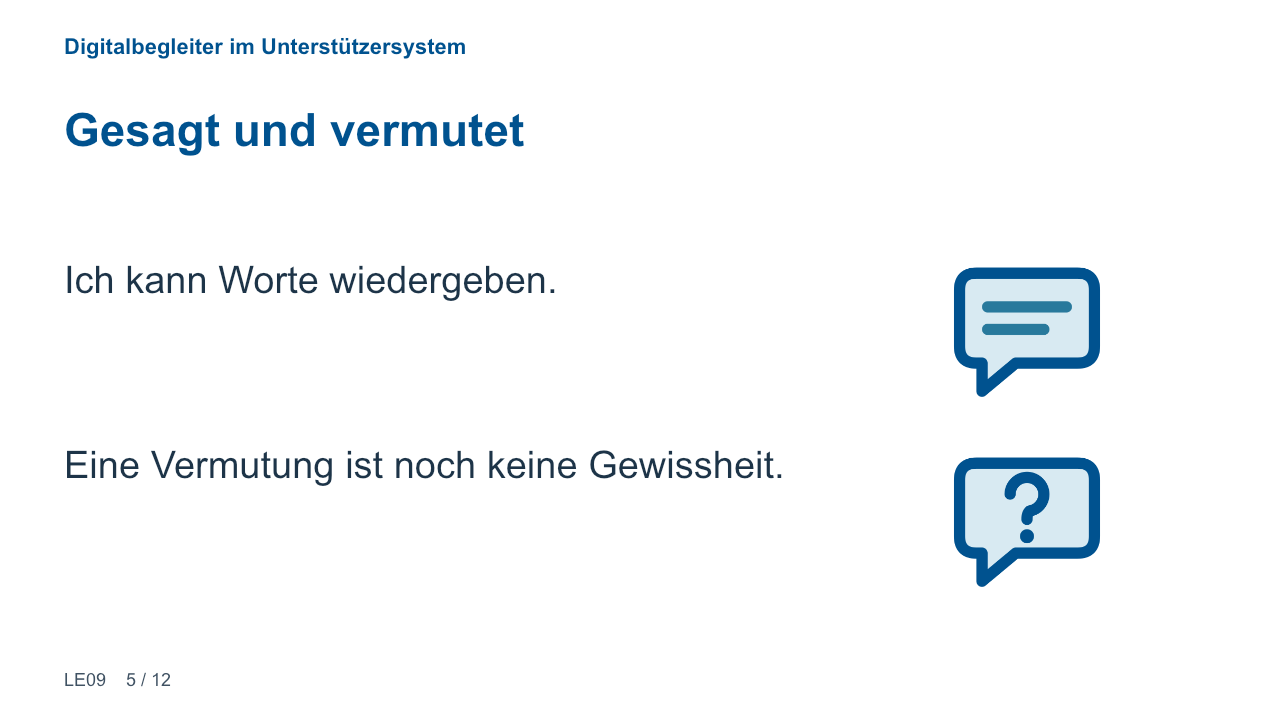 Digitalbegleiter im Unterstützersystem
Gesagt und vermutet
Ich kann Worte wiedergeben.
Eine Vermutung ist noch keine Gewissheit.
?
LE09 5 / 12